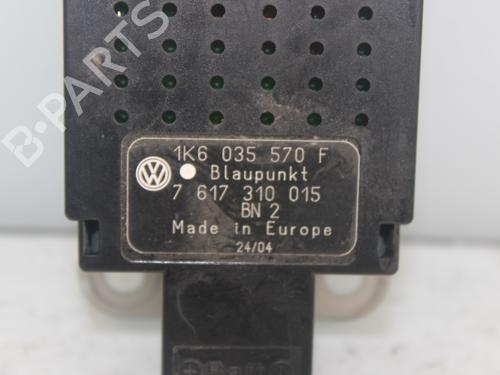 B-PARTS
1K6 035 570 F
Blaupunkt
7 617 310 015
BN 2
Made in Europe
24/04